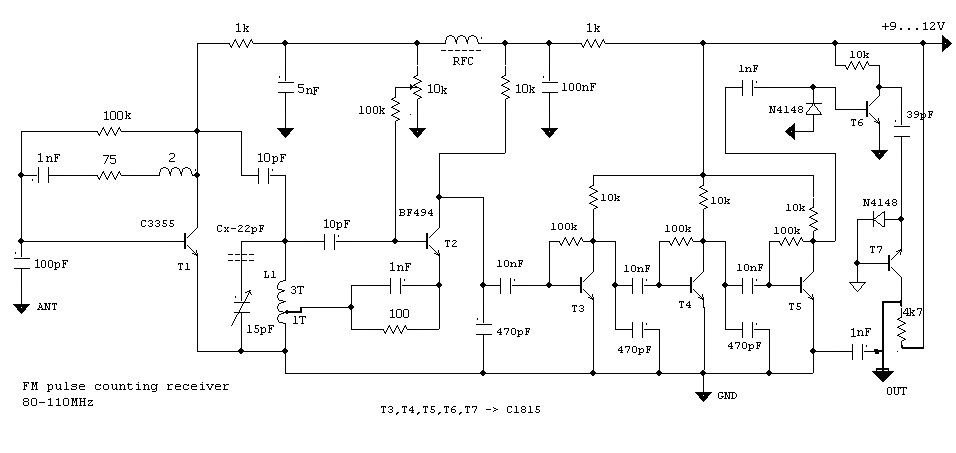 1k
1k
+9...12V
RFC
10k
1nF
5nF
10k
10k
100nF
100k
N4148
100k
39pF
T6
1nF
75
2
10pF
10k
10k
10k
N4148
C3355
Cx-22pF
10pF
BF494
T2
100k
100k
100k
T7
T1
100pF
L1
1nF
10nF
10nF
10nF
3T
ANT
1T
100
T3
T4
T5
4k7
15pF
470pF
470pF
470pF
1nF
FM pulse counting receiver
80-110MHz
GND
OUT
T3,T4,T5,T6,T7 -> C1815